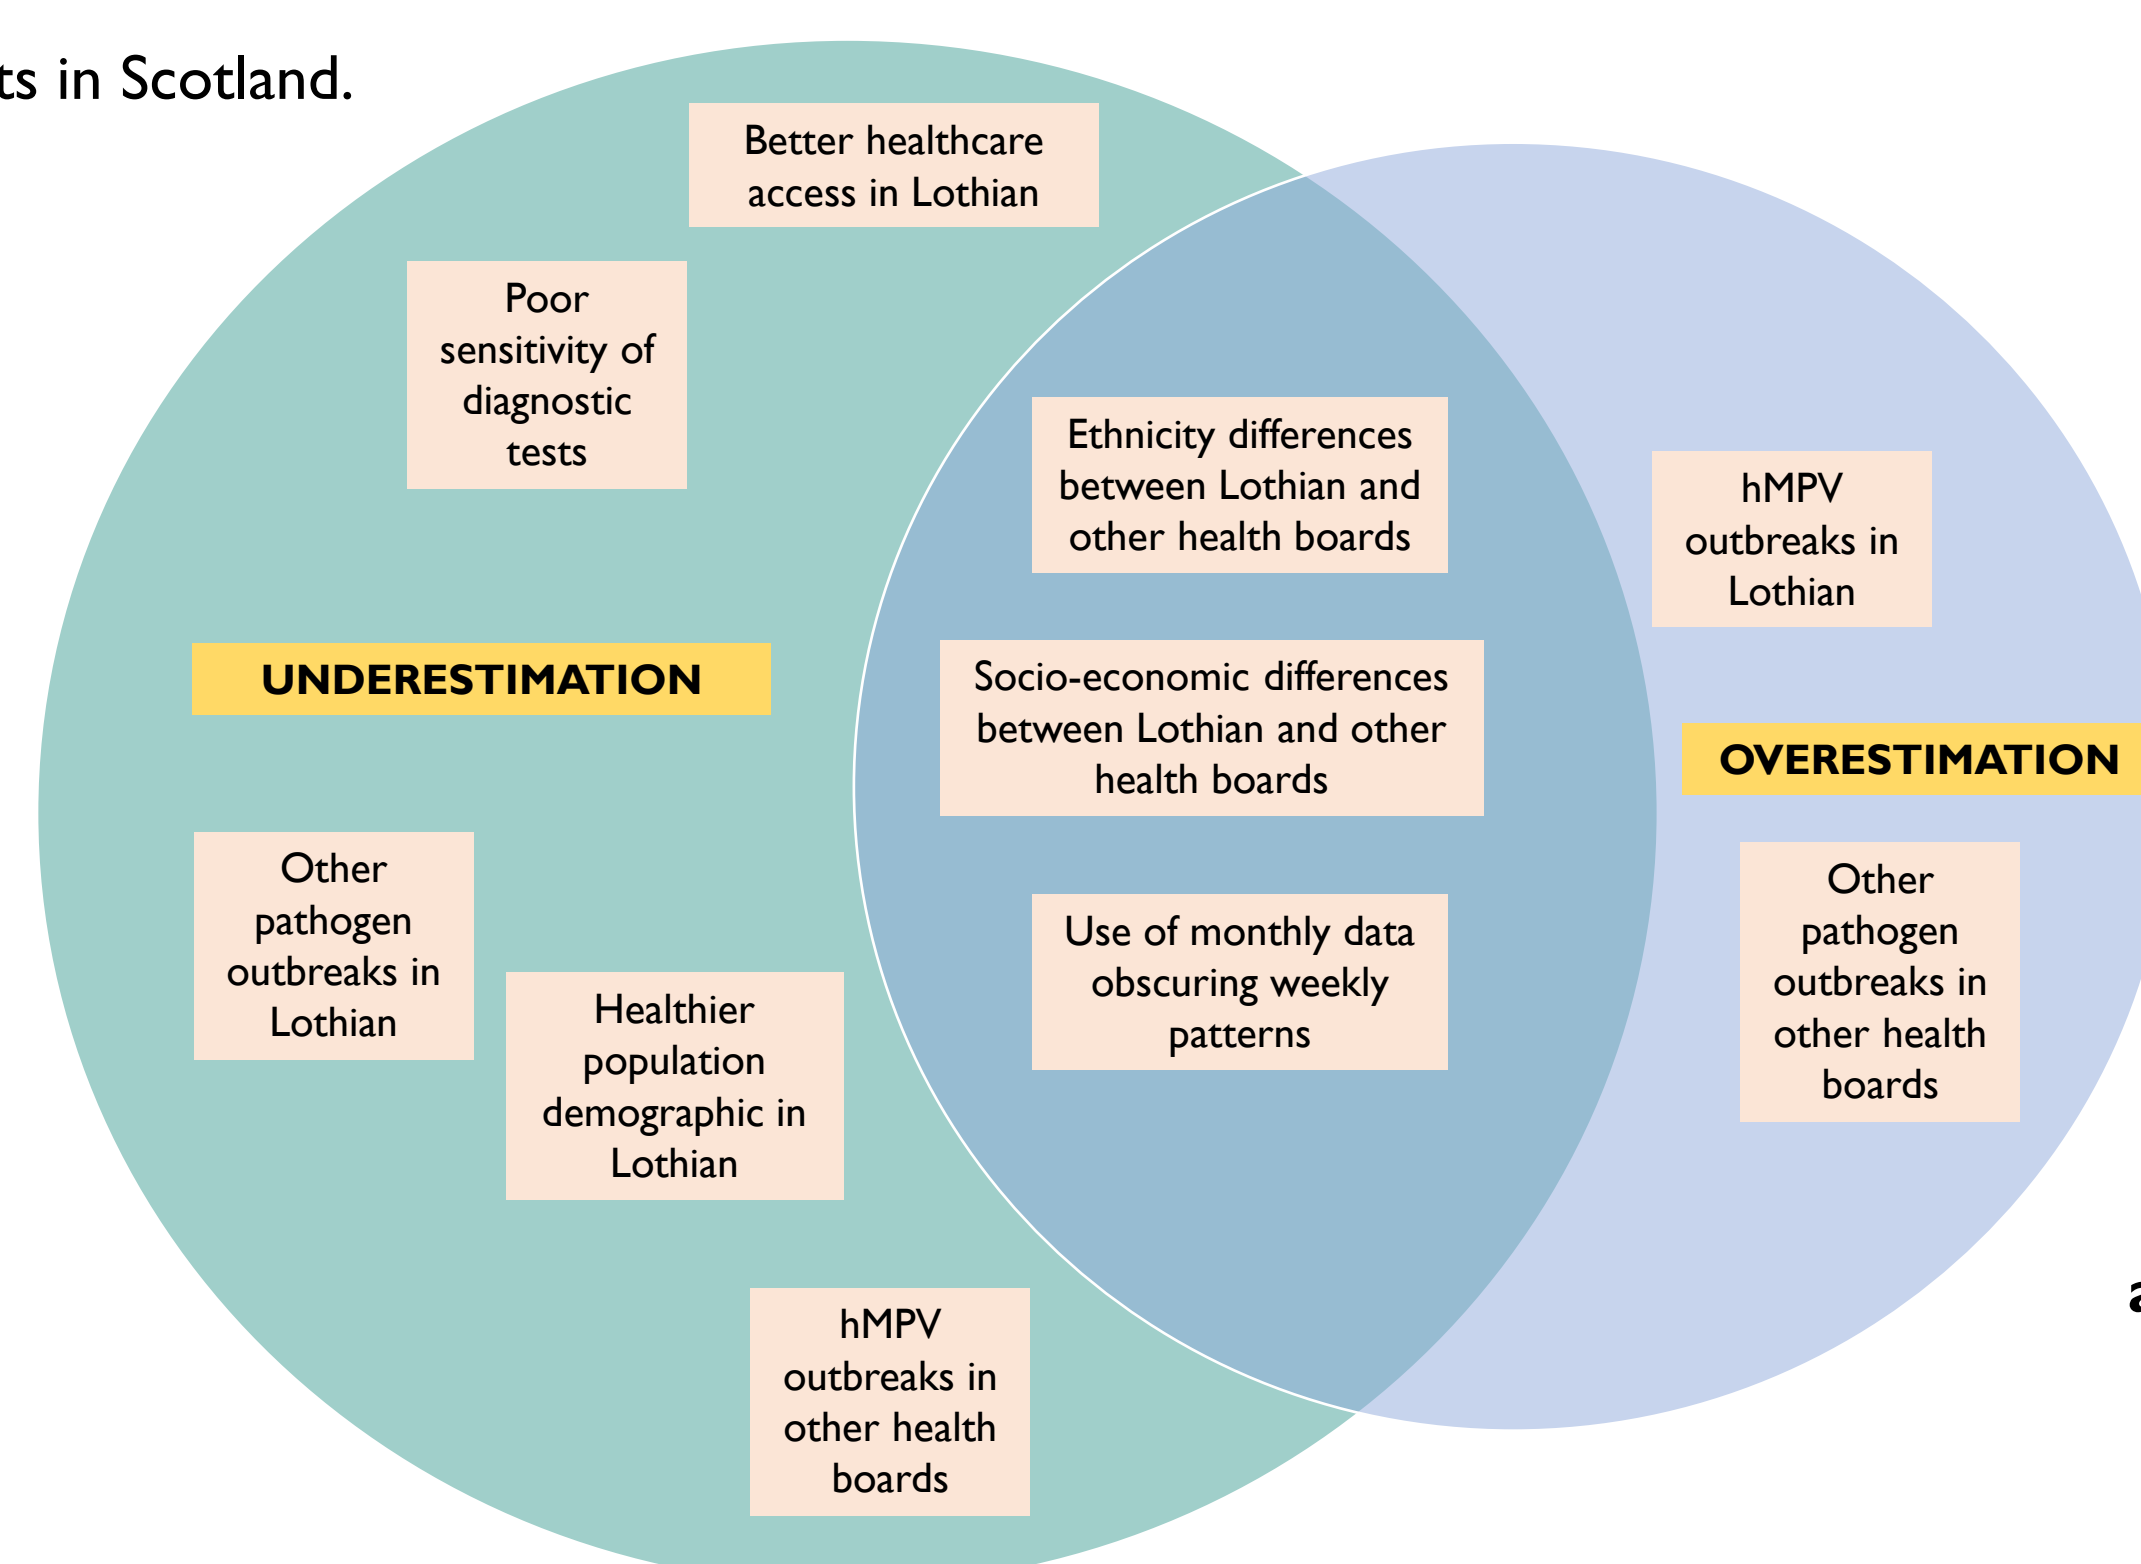 ts in Scotland.
Better healthcare
access in Lothian
Poor
sensitivity of
diagnostic
tests
UNDERESTIMATION
Other
pathogen
outbreaks in
Lothian
Healthier
population
demographic in
Lothian
hMPV
outbreaks in
other health
boards
Ethnicity differences
between Lothian and
other health boards
Socio-economic differences
between Lothian and other
health boards
Use of monthly data
obscuring weekly
patterns
hMPV
outbreaks in
Lothian
OVERESTIMATION
Other
pathogen
outbreaks in
other health
boards